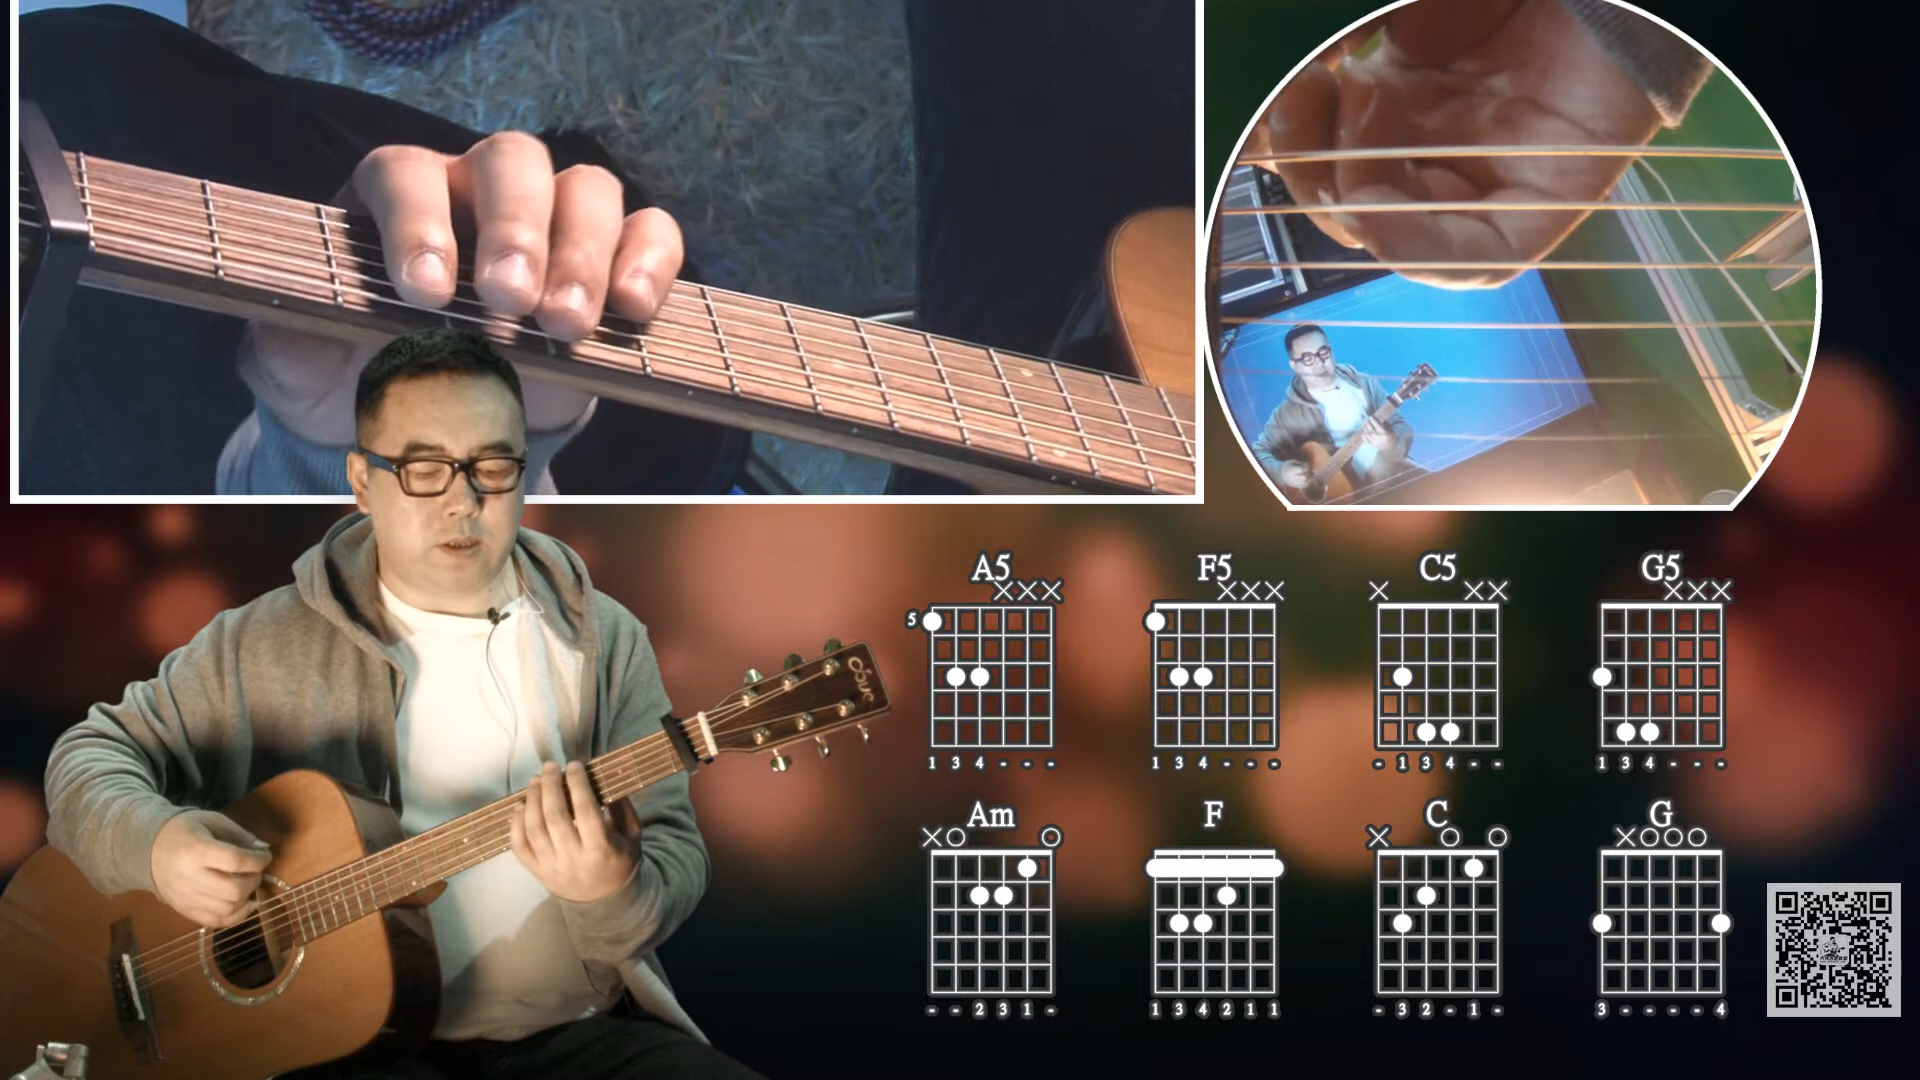 Dove
A5 F5 C5 G5
××× ××× × ×× ×××
5
1 3 4 - - - 1 3 4 - - - - 1 3 4 - - 1 3 4 - - -
Am F C G
×○ ○ × ○ ○ ×○○○
- - 2 3 1 - 1 3 4 2 1 1 - 3 2 - 1 - 3 - - - - 4